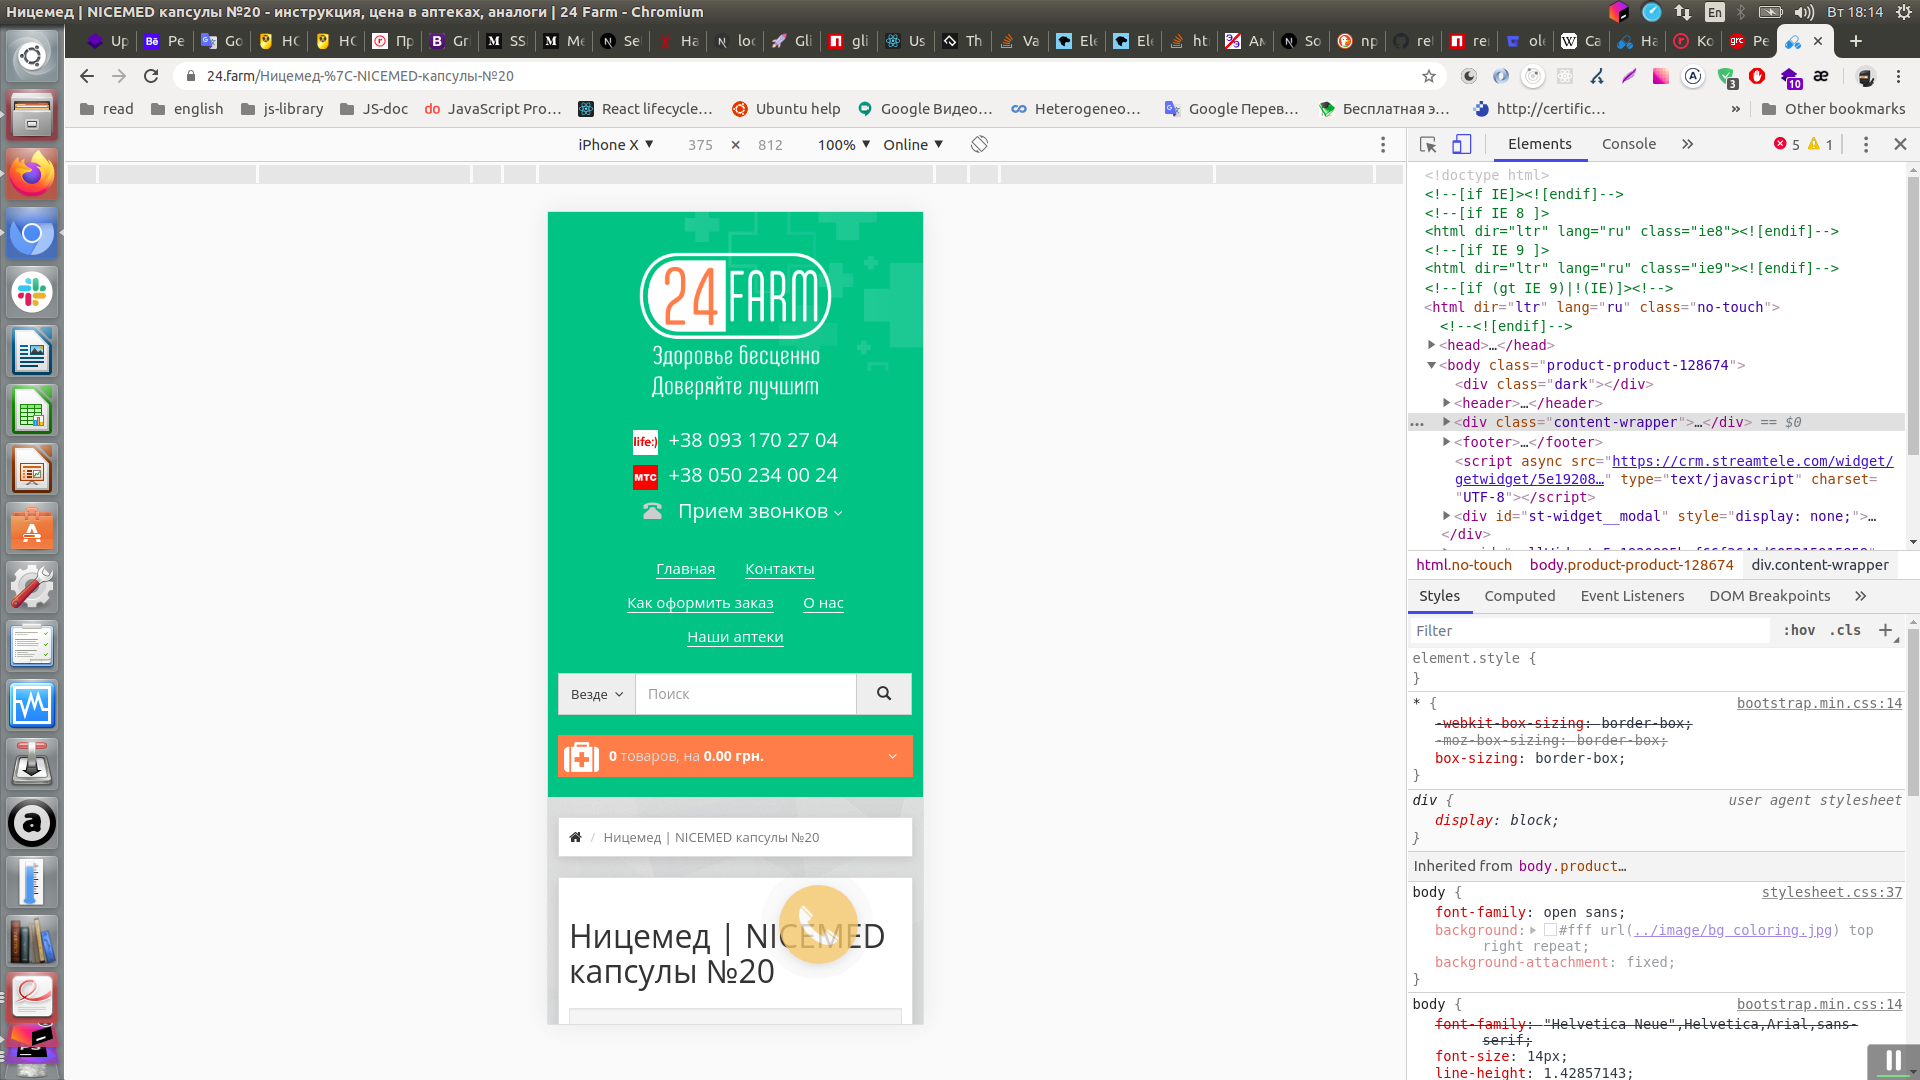 Ницемед | NICEMED капсулы №20 - инструкция, цена в аптеках, аналоги | 24 Farm - Chromium
En
Вт 18:14
Up
Pe
Go
НС
НС
Пр
Gri
SS
Me
Se
На
loc
Gli
gli
Us
Th
Va
Ele
Ele
htt
Ам
So
np
rel
rer
ole
Ca
На
Ко
Pe
24.farm/Ницемед-%7C-NICEMED-капсулы-№20
3
10
read
english
js-library
JS-doc
JavaScript Pro…
React lifecycle…
Ubuntu help
Google Видео…
Heterogeneo…
Google Перев…
Бесплатная э…
http://certific…
»
Other bookmarks
iPhone X ▼
375 × 812
100% ▼
Online ▼
Elements
Console
»
5
1
24 FARM
Здоровье бесценно
Доверяйте лучшим
life:) +38 093 170 27 04
МТС +38 050 234 00 24
Прием звонков
Главная
Контакты
Как оформить заказ
О нас
Наши аптеки
Везде
Поиск
0 товаров, на 0.00 грн.
/ Ницемед | NICEMED капсулы №20
Ницемед | NICEMED
капсулы №20
<!doctype html>
<!--[if IE]><![endif]-->
<!--[if IE 8 ]>
<html dir="ltr" lang="ru" class="ie8"><![endif]-->
<!--[if IE 9 ]>
<html dir="ltr" lang="ru" class="ie9"><![endif]-->
<!--[if (gt IE 9)|!(IE)]><!-->
<html dir="ltr" lang="ru" class="no-touch">
<!--<![endif]-->
<head>…</head>
<body class="product-product-128674">
<div class="dark"></div>
<header>…</header>
… <div class="content-wrapper">…</div> == $0
<footer>…</footer>
<script async src="https://crm.streamtele.com/widget/
getwidget/5e19208…" type="text/javascript" charset=
"UTF-8"></script>
<div id="st-widget__modal" style="display: none;">…
</div>
html.no-touch
body.product-product-128674
div.content-wrapper
Styles
Computed
Event Listeners
DOM Breakpoints
»
Filter
:hov
.cls
+
element.style {
}
* {
bootstrap.min.css:14
-webkit-box-sizing: border-box;
-moz-box-sizing: border-box;
box-sizing: border-box;
}
div {
user agent stylesheet
display: block;
}
Inherited from body.product…
body {
stylesheet.css:37
font-family: open sans;
background: #fff url(../image/bg_coloring.jpg) top
right repeat;
background-attachment: fixed;
}
body {
bootstrap.min.css:14
font-family: "Helvetica Neue",Helvetica,Arial,sans-
serif;
font-size: 14px;
line-height: 1.42857143;